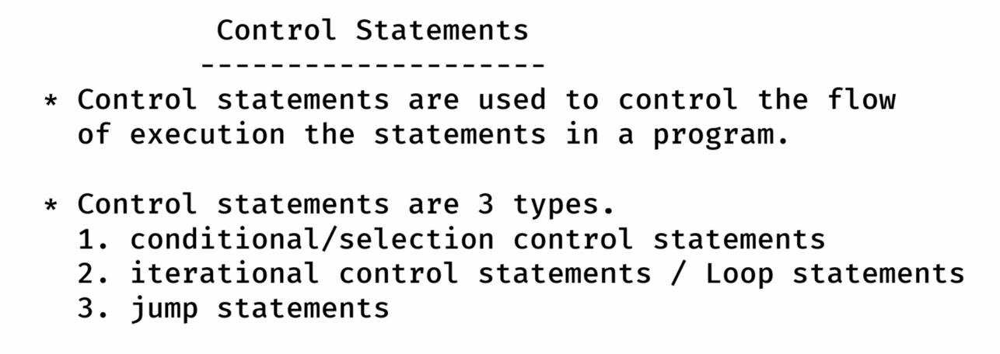 Control Statements
--------------------
* Control statements are used to control the flow
of execution the statements in a program.
* Control statements are 3 types.
1. conditional/selection control statements
2. iterational control statements / Loop statements
3. jump statements